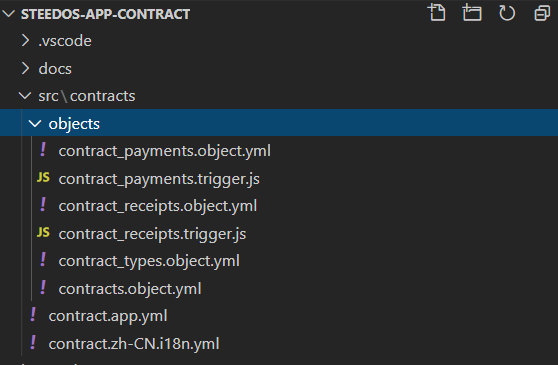 STEEDOS-APP-CONTRACT
.vscode
docs
src\contracts
objects
! contract_payments.object.yml
JS contract_payments.trigger.js
! contract_receipts.object.yml
JS contract_receipts.trigger.js
! contract_types.object.yml
! contracts.object.yml
! contract.app.yml
! contract.zh-CN.i18n.yml